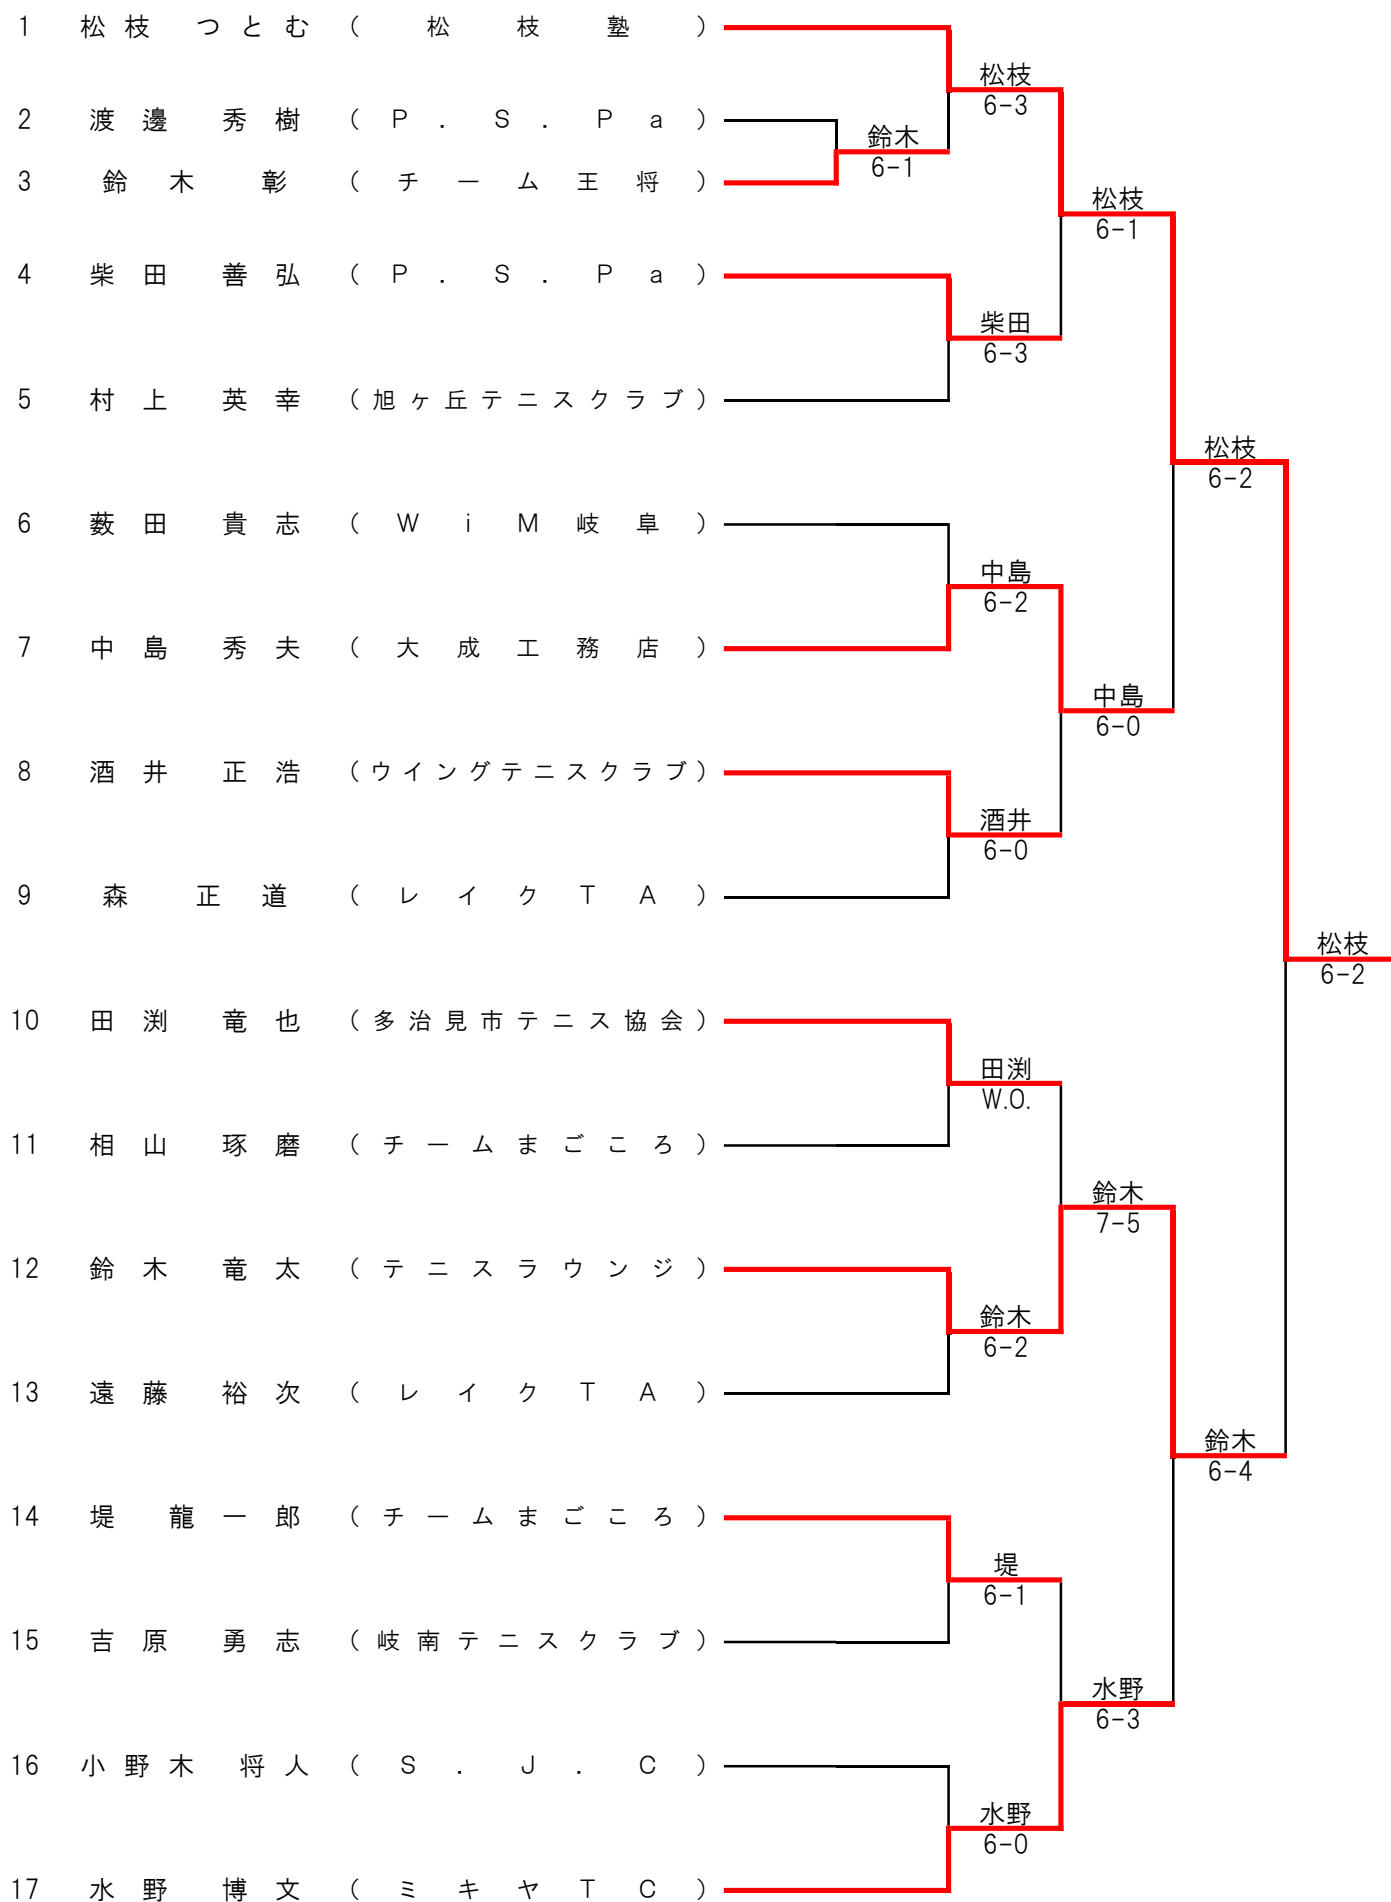 1 松枝 つとむ (松枝塾)
松枝
6-3
2 渡邊 秀樹 (P.S.Pa)
鈴木
6-1
3 鈴木 彰 (チーム王将)
松枝
6-1
4 柴田 善弘 (P.S.Pa)
柴田
6-3
5 村上 英幸 (旭ヶ丘テニスクラブ)
松枝
6-2
6 薮田 貴志 (WiM岐阜)
中島
6-2
7 中島 秀夫 (大成工務店)
中島
6-0
8 酒井 正浩 (ウイングテニスクラブ)
酒井
6-0
9 森 正道 (レイクTA)
松枝
6-2
10 田渕 竜也 (多治見市テニス協会)
田渕
W.O.
11 相山 琢磨 (チームまごころ)
鈴木
7-5
12 鈴木 竜太 (テニスラウンジ)
鈴木
6-2
13 遠藤 裕次 (レイクTA)
鈴木
6-4
14 堤 龍一郎 (チームまごころ)
堤
6-1
15 吉原 勇志 (岐南テニスクラブ)
水野
6-3
16 小野木 将人 (S.J.C)
水野
6-0
17 水野 博文 (ミキヤTC)